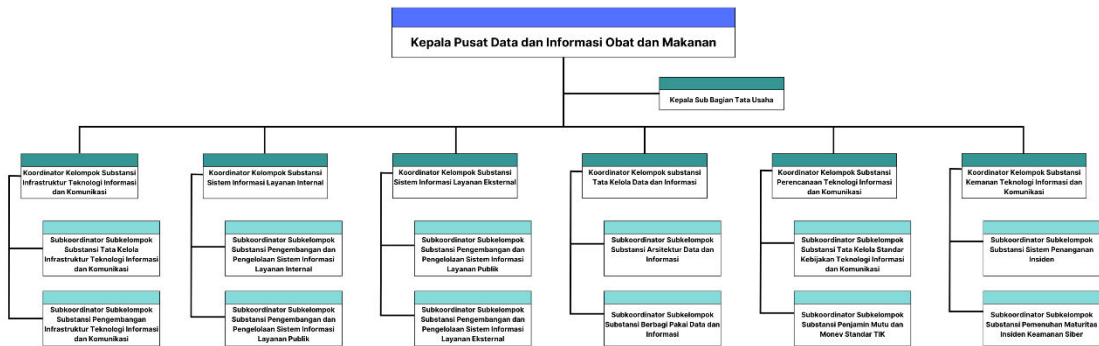 Kepala Pusat Data dan Informasi Obat dan Makanan
Kepala Sub Bagian Tata Usaha
Koordinator Kelompok Substansi
Infrastruktur Teknologi Informasi
dan Komunikasi
Koordinator Kelompok Substansi
Sistem Informasi Layanan Internal
Koordinator Kelompok Substansi
Sistem Informasi Layanan Eksternal
Koordinator Kelompok substansi
Tata Kelola Data dan Informasi
Koordinator Kelompok Substansi
Perencanaan Teknologi Informasi
dan Komunikasi
Koordinator Kelompok Substansi
Kemanan Teknologi Informasi dan
Komunikasi
Subkoordinator Subkelompok
Substansi Tata Kelola
Infrastruktur Teknologi Informasi
dan Komunikasi
Subkoordinator Subkelompok
Substansi Pengembangan dan
Pengelolaan Sistem Informasi
Layanan Internal
Subkoordinator Subkelompok
Substansi Pengembangan dan
Pengelolaan Sistem Informasi
Layanan Publik
Subkoordinator Subkelompok
Substansi Arsitektur Data dan
Informasi
Subkoordinator Subkelompok
Substansi Tata Kelola Standar
Kebijakan Teknologi Informasi
dan Komunikasi
Subkoordinator Subkelompok
Substansi Sistem Penanganan
Insiden
Subkoordinator Subkelompok
Substansi Pengembangan
Infrastruktur Teknologi Informasi
dan Komunikasi
Subkoordinator Subkelompok
Substansi Pengembangan dan
Pengelolaan Sistem Informasi
Layanan Publik
Subkoordinator Subkelompok
Substansi Pengembangan dan
Pengelolaan Sistem Informasi
Layanan Eksternal
Subkoordinator Subkelompok
Substansi Berbagi Pakai Data dan
Informasi
Subkoordinator Subkelompok
Substansi Penjamin Mutu dan
Monev Standar TIK
Subkoordinator Subkelompok
Substansi Pemenuhan Maturitas
Insiden Keamanan Siber